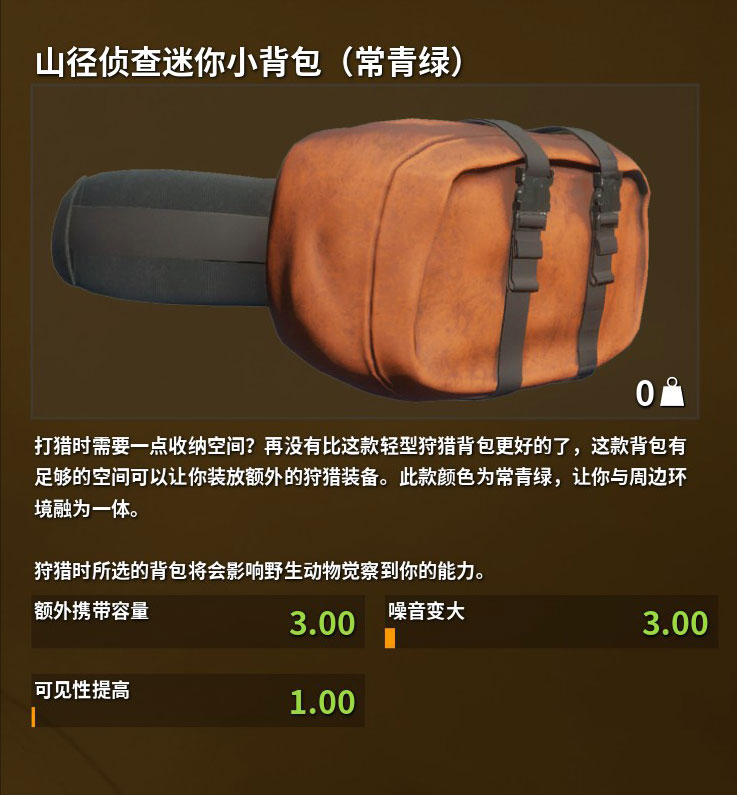 山径侦查迷你小背包（常青绿）
0
打猎时需要一点收纳空间？再没有比这款轻型狩猎背包更好的了，这款背包有
足够的空间可以让你装放额外的狩猎装备。此款颜色为常青绿，让你与周边环
境融为一体。
狩猎时所选的背包将会影响野生动物觉察到你的能力。
额外携带容量 3.00
噪音变大 3.00
可见性提高 1.00